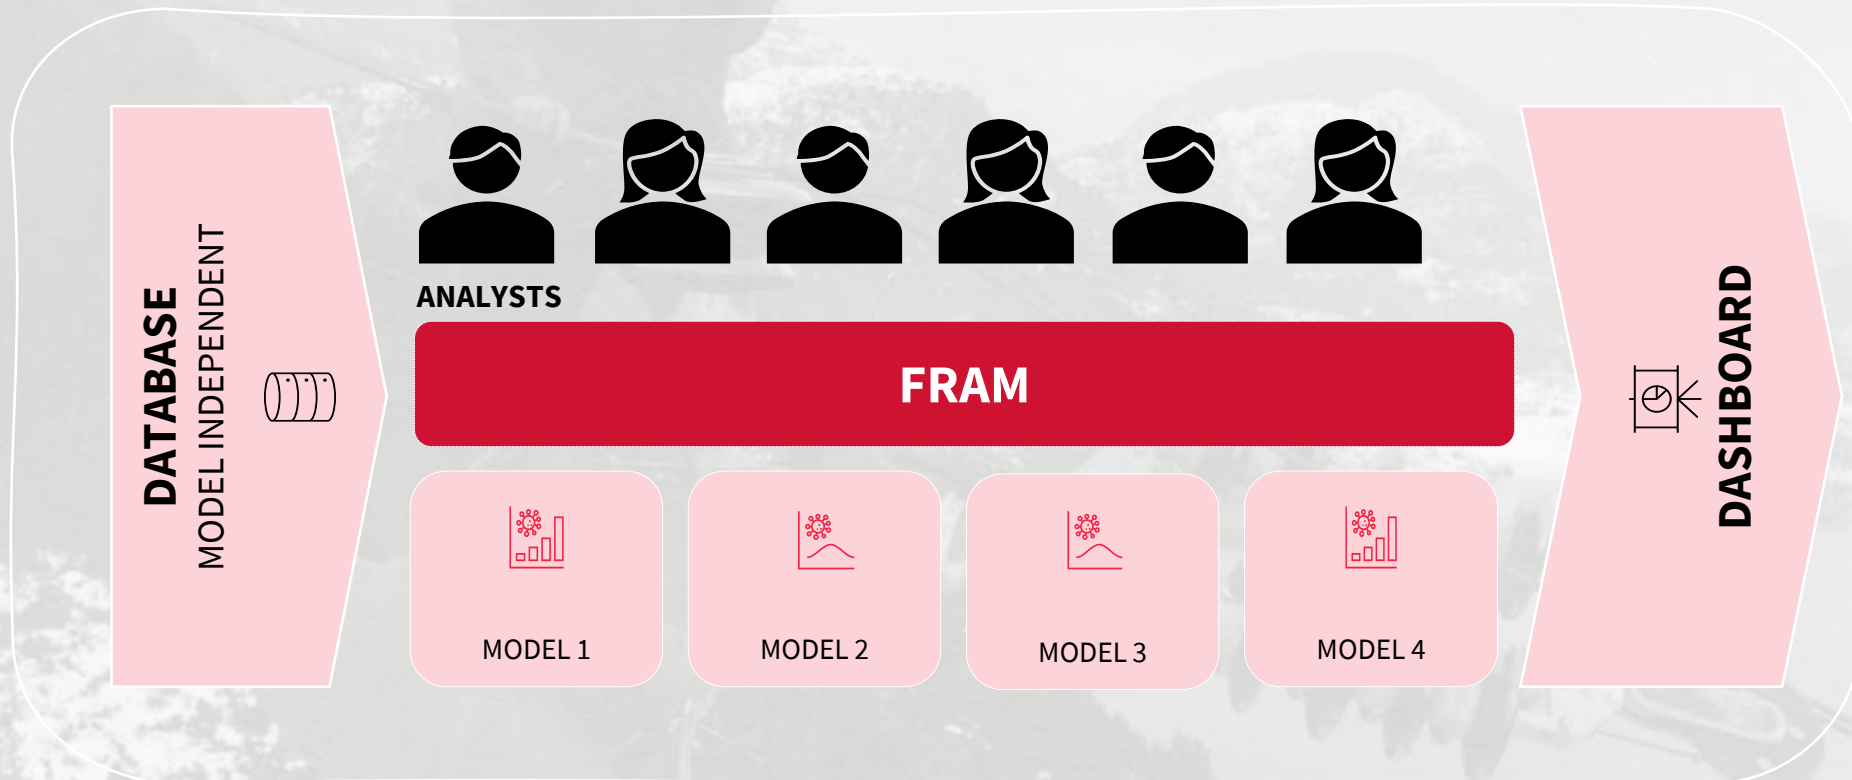 DATABASE
MODEL INDEPENDENT
ANALYSTS
FRAM
MODEL 1
MODEL 2
MODEL 3
MODEL 4
DASHBOARD